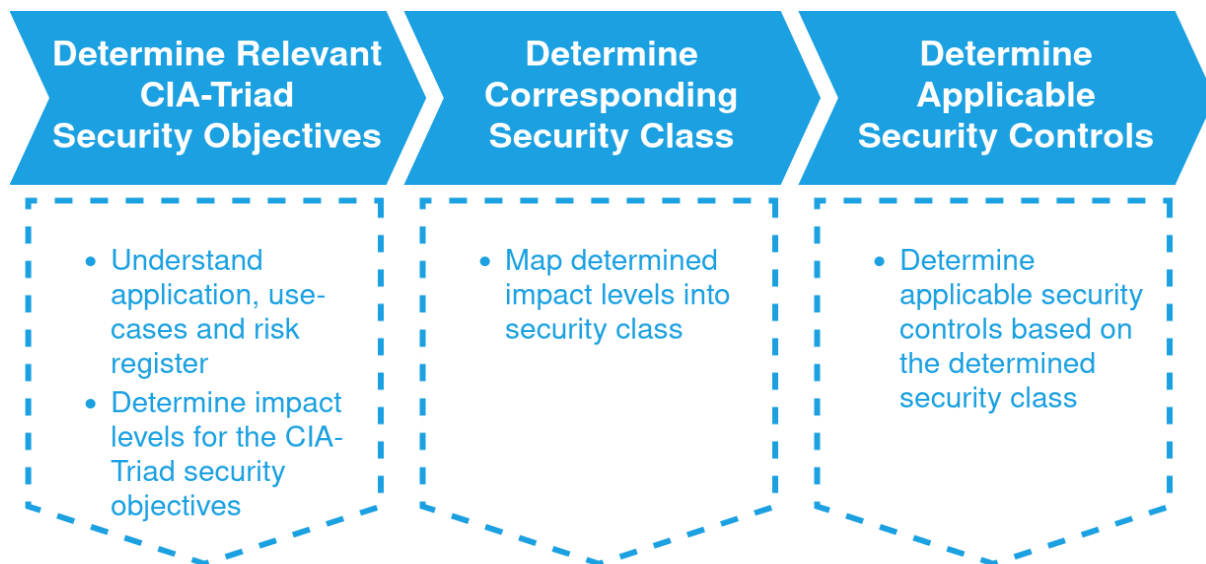 Determine Relevant
CIA-Triad
Security Objectives
Determine
Corresponding
Security Class
Determine
Applicable
Security Controls
• Understand
application, use-
cases and risk
register
• Determine impact
levels for the CIA-
Triad security
objectives
• Map determined
impact levels into
security class
• Determine
applicable security
controls based on
the determined
security class